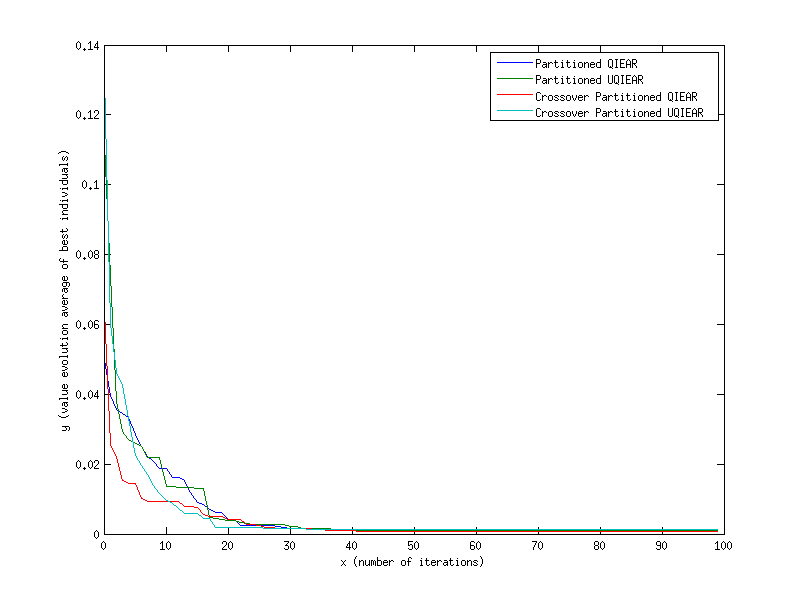 0.14
0.12
0.1
0.08
0.06
0.04
0.02
0
0 10 20 30 40 50 60 70 80 90 100
x (number of iterations)
y (value evolution average of best individuals)
Partitioned QIEAR
Partitioned UQIEAR
Crossover Partitioned QIEAR
Crossover Partitioned UQIEAR